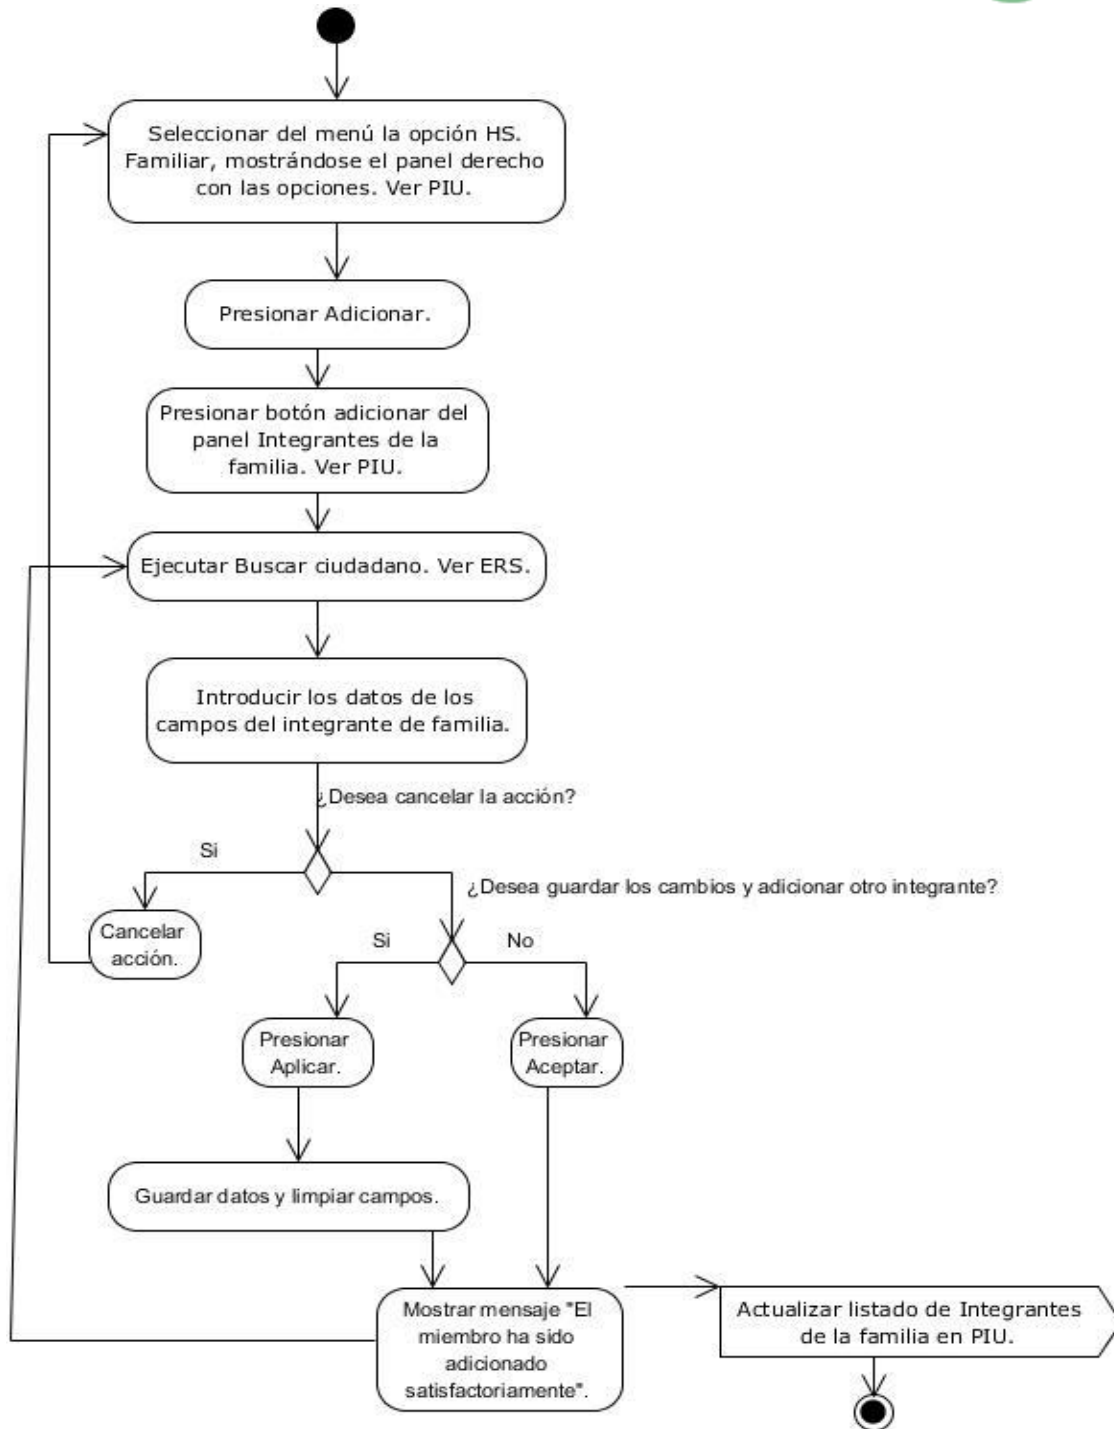 Seleccionar del menú la opción HS.
Familiar, mostrándose el panel derecho
con las opciones. Ver PIU.
Presionar Adicionar.
Presionar botón adicionar del
panel Integrantes de la
familia. Ver PIU.
Ejecutar Buscar ciudadano. Ver ERS.
Introducir los datos de los
campos del integrante de familia.
¿Desea cancelar la acción?
Si
¿Desea guardar los cambios y adicionar otro integrante?
Cancelar
acción.
Si
No
Presionar
Aplicar.
Presionar
Aceptar.
Guardar datos y limpiar campos.
Mostrar mensaje "El
miembro ha sido
adicionado
satisfactoriamente".
Actualizar listado de Integrantes
de la familia en PIU.